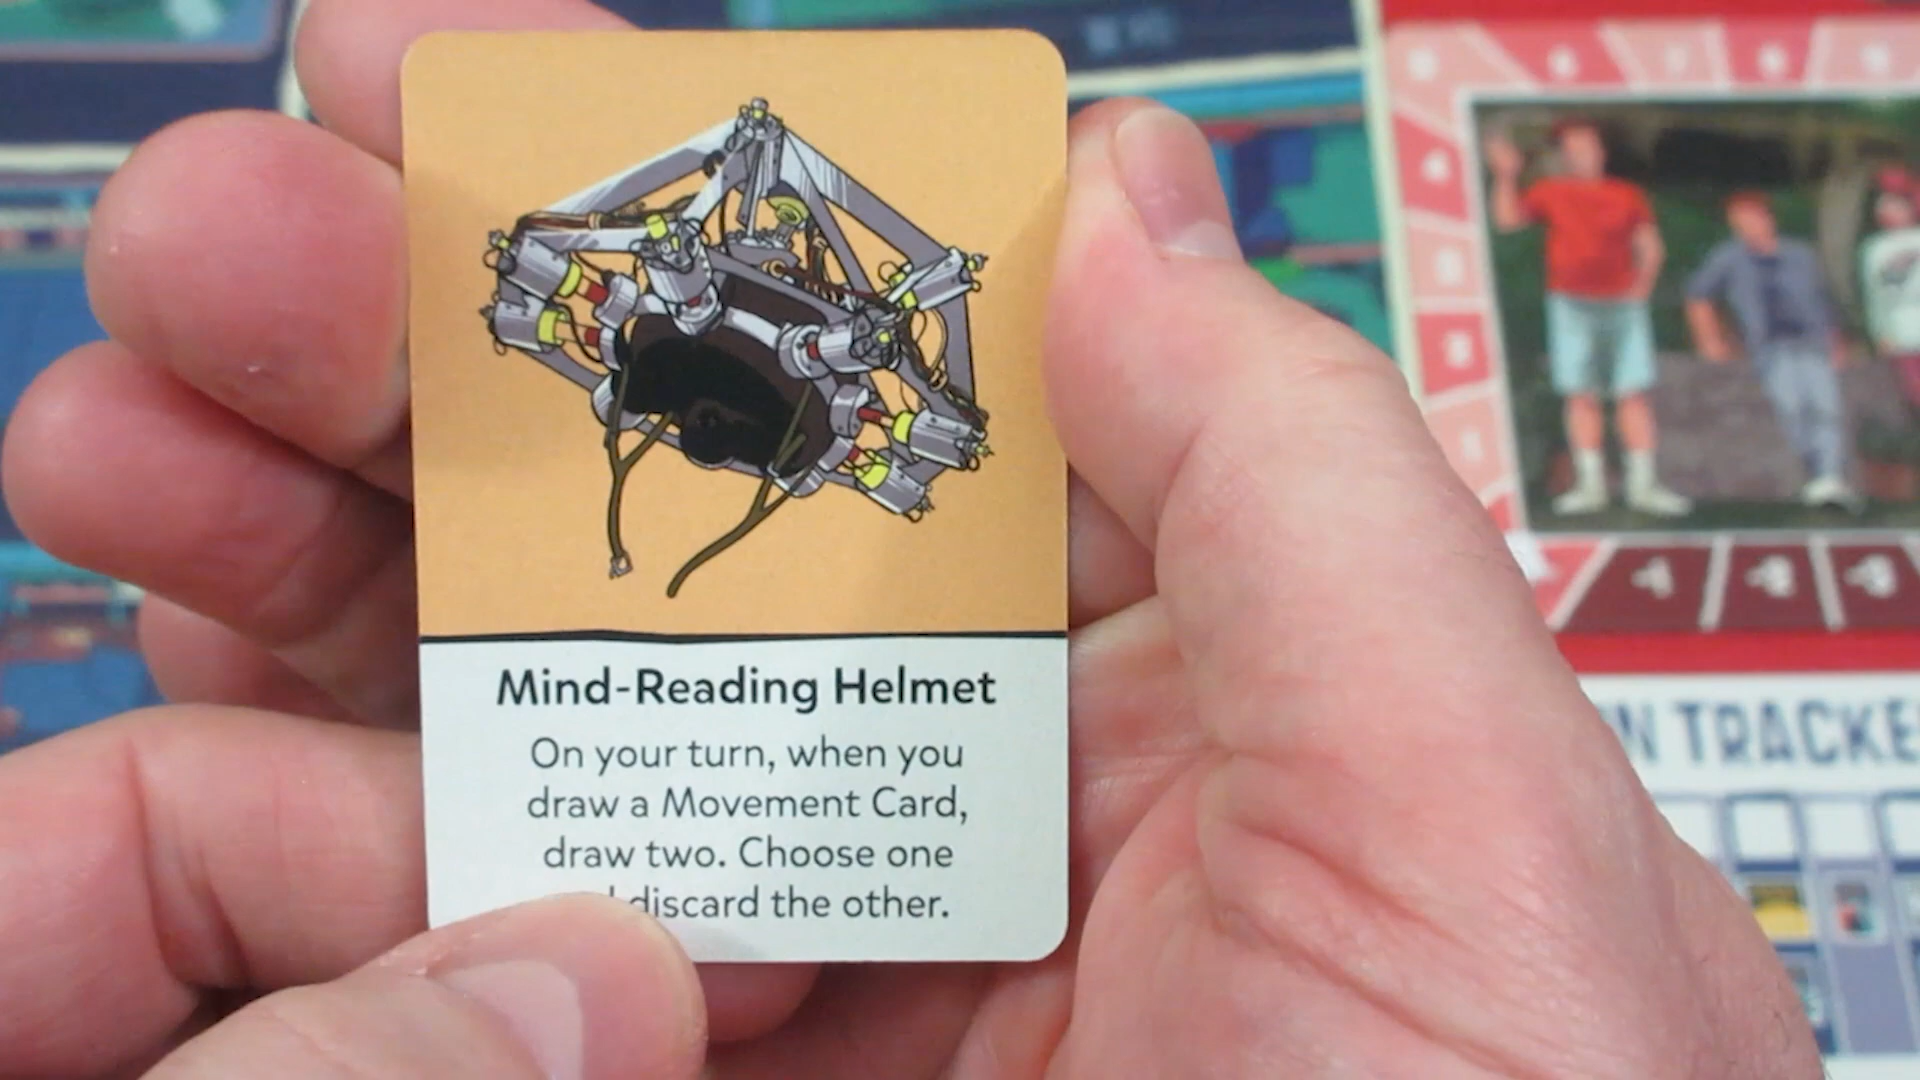 Mind-Reading Helmet
On your turn, when you
draw a Movement Card,
draw two. Choose one
discard the other.
N TRACKE